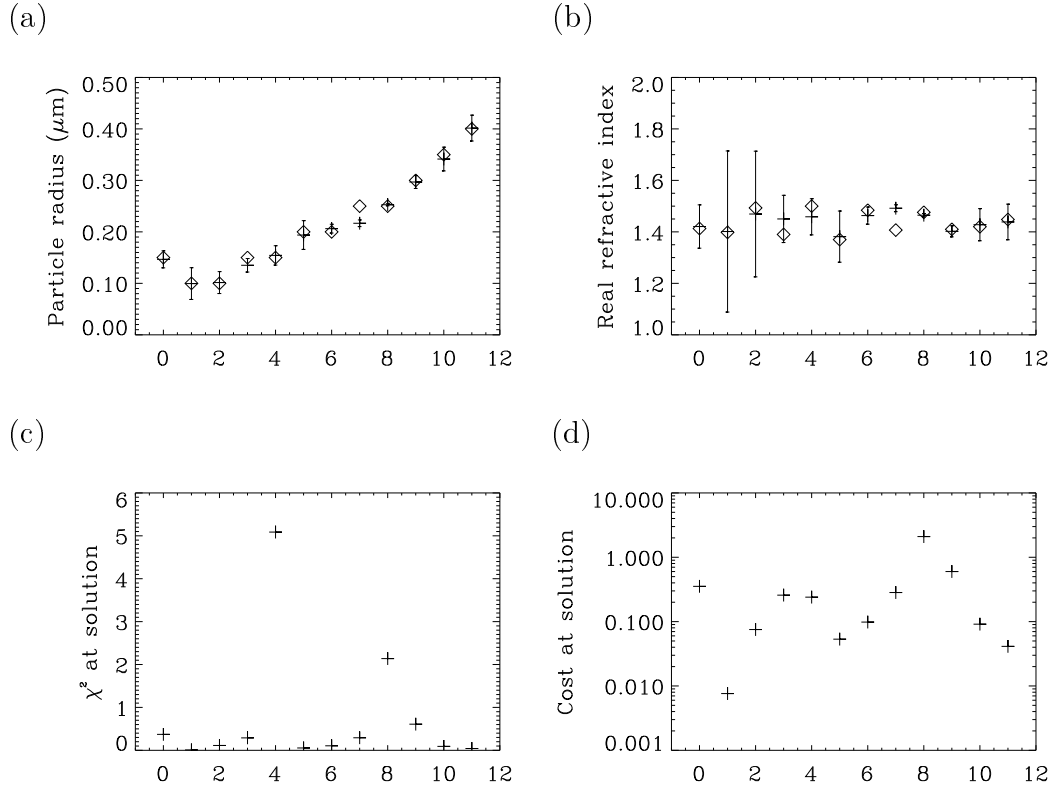 (a)
Particle radius (μm)
0.50
0.40
0.30
0.20
0.10
0.00
0 2 4 6 8 10 12
(b)
Real refractive index
2.0
1.8
1.6
1.4
1.2
1.0
0 2 4 6 8 10 12
(c)
χ² at solution
6
5
4
3
2
1
0
0 2 4 6 8 10 12
(d)
Cost at solution
10.000
1.000
0.100
0.010
0.001
0 2 4 6 8 10 12